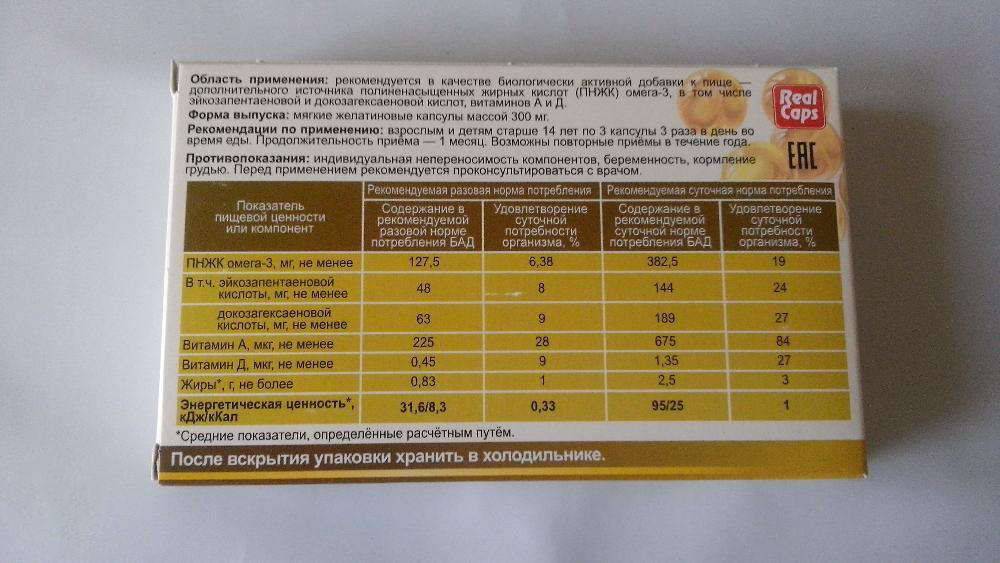 Область применения: рекомендуется в качестве биологически активной добавки к пище —
дополнительного источника полиненасыщенных жирных кислот (ПНЖК) омега-3, в том числе
эйкозапентаеновой и докозагексаеновой кислот, витаминов А и Д.
Форма выпуска: мягкие желатиновые капсулы массой 300 мг.
Рекомендации по применению: взрослым и детям старше 14 лет по 3 капсулы 3 раза в день во
время еды. Продолжительность приёма — 1 месяц. Возможны повторные приёмы в течение года.
Противопоказания: индивидуальная непереносимость компонентов, беременность, кормление
грудью. Перед применением рекомендуется проконсультироваться с врачом.
Real
Caps
EAC
Показатель
пищевой ценности
или компонент
Рекомендуемая разовая норма потребления
Рекомендуемая суточная норма потребления
Содержание в
рекомендуемой
разовой норме
потребления БАД
Удовлетворение
суточной
потребности
организма, %
Содержание в
рекомендуемой
суточной норме
потребления БАД
Удовлетворение
суточной
потребности
организма, %
ПНЖК омега-3, мг, не менее 127,5 6,38 382,5 19
В т.ч. эйкозапентаеновой
кислоты, мг, не менее 48 8 144 24
докозагексаеновой
кислоты, мг, не менее 63 9 189 27
Витамин А, мкг, не менее 225 28 675 84
Витамин Д, мкг, не менее 0,45 9 1,35 27
Жиры*, г, не более 0,83 1 2,5 3
Энергетическая ценность*,
кДж/кКал 31,6/8,3 0,33 95/25 1
*Средние показатели, определённые расчётным путём.
После вскрытия упаковки хранить в холодильнике.